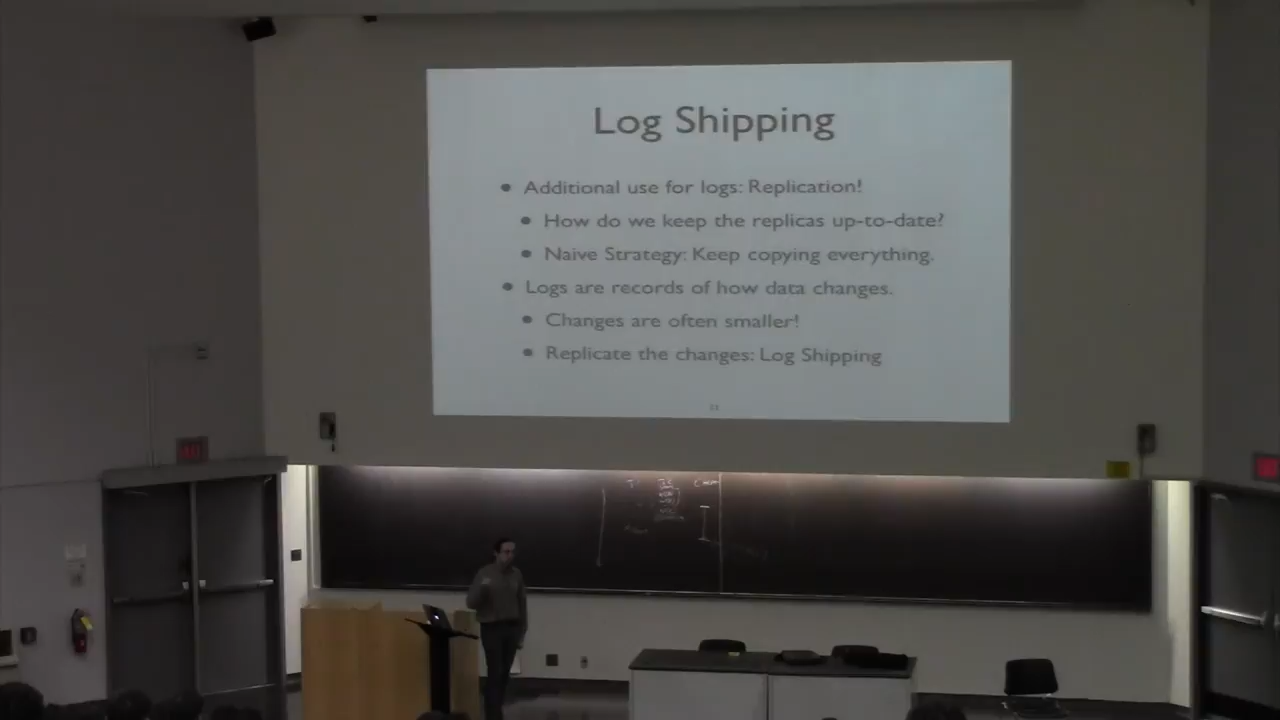 Log Shipping
• Additional use for logs: Replication!
• How do we keep the replicas up-to-date?
• Naive Strategy: Keep copying everything.
• Logs are records of how data changes.
• Changes are often smaller!
• Replicate the changes: Log Shipping